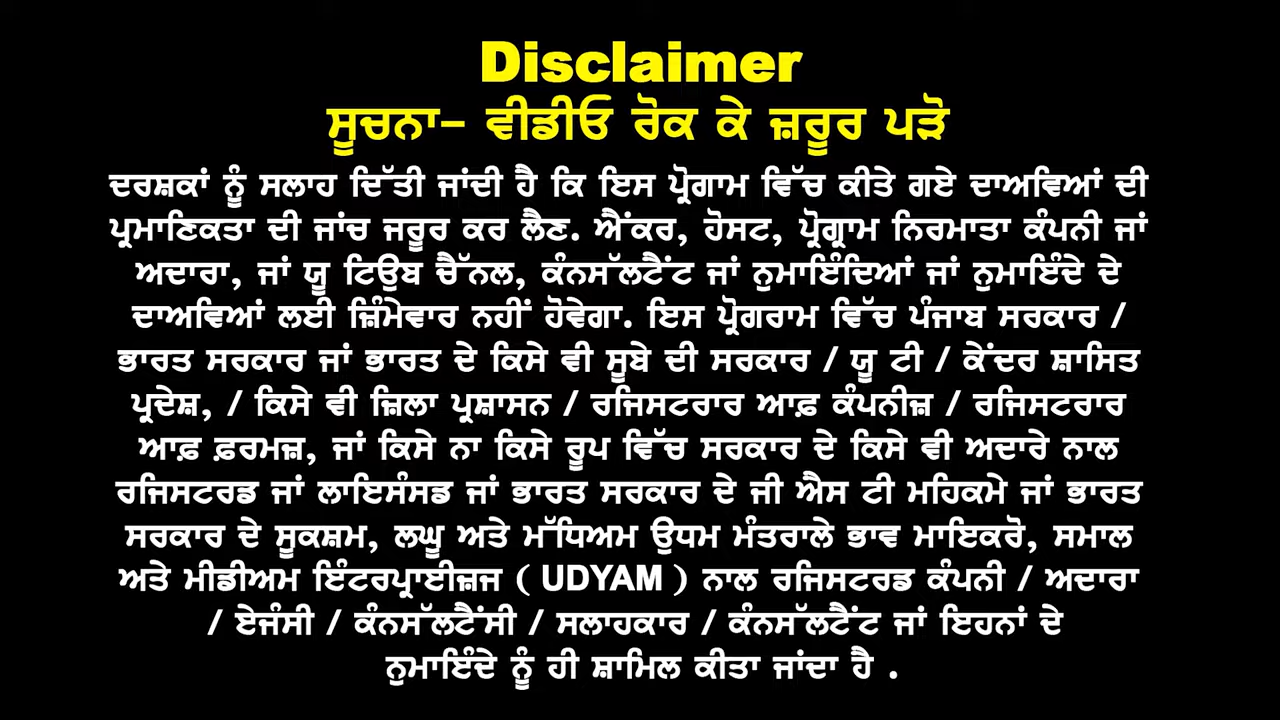 Disclaimer
ਸੂਚਨਾ- ਵੀਡੀਓ ਰੋਕ ਕੇ ਜ਼ਰੂਰ ਪੜੋ
ਦਰਸ਼ਕਾਂ ਨੂੰ ਸਲਾਹ ਦਿੱਤੀ ਜਾਂਦੀ ਹੈ ਕਿ ਇਸ ਪ੍ਰੋਗਾਮ ਵਿੱਚ ਕੀਤੇ ਗਏ ਦਾਅਵਿਆਂ ਦੀ
ਪ੍ਰਮਾਣਿਕਤਾ ਦੀ ਜਾਂਚ ਜਰੂਰ ਕਰ ਲੈਣ. ਐਂਕਰ, ਹੋਸਟ, ਪ੍ਰੋਗ੍ਰਾਮ ਨਿਰਮਾਤਾ ਕੰਪਨੀ ਜਾਂ
ਅਦਾਰਾ, ਜਾਂ ਯੂ ਟਿਉਬ ਚੈੱਨਲ, ਕੰਨਸੱਲਟੈਂਟ ਜਾਂ ਨੁਮਾਇੰਦਿਆਂ ਜਾਂ ਨੁਮਾਇੰਦੇ ਦੇ
ਦਾਅਵਿਆਂ ਲਈ ਜ਼ਿੰਮੇਵਾਰ ਨਹੀਂ ਹੋਵੇਗਾ. ਇਸ ਪ੍ਰੋਗਰਾਮ ਵਿੱਚ ਪੰਜਾਬ ਸਰਕਾਰ /
ਭਾਰਤ ਸਰਕਾਰ ਜਾਂ ਭਾਰਤ ਦੇ ਕਿਸੇ ਵੀ ਸੂਬੇ ਦੀ ਸਰਕਾਰ / ਯੂ ਟੀ / ਕੇਂਦਰ ਸ਼ਾਸਿਤ
ਪ੍ਰਦੇਸ਼, / ਕਿਸੇ ਵੀ ਜ਼ਿਲਾ ਪ੍ਰਸ਼ਾਸਨ / ਰਜਿਸਟਰਾਰ ਆਫ਼ ਕੰਪਨੀਜ਼ / ਰਜਿਸਟਰਾਰ
ਆਫ਼ ਫ਼ਰਮਜ਼, ਜਾਂ ਕਿਸੇ ਨਾ ਕਿਸੇ ਰੂਪ ਵਿੱਚ ਸਰਕਾਰ ਦੇ ਕਿਸੇ ਵੀ ਅਦਾਰੇ ਨਾਲ
ਰਜਿਸਟਰਡ ਜਾਂ ਲਾਇਸੰਸਡ ਜਾਂ ਭਾਰਤ ਸਰਕਾਰ ਦੇ ਜੀ ਐਸ ਟੀ ਮਹਿਕਮੇ ਜਾਂ ਭਾਰਤ
ਸਰਕਾਰ ਦੇ ਸੂਕਸ਼ਮ, ਲਘੂ ਅਤੇ ਮੱਧਿਅਮ ਉਧਮ ਮੰਤਰਾਲੇ ਭਾਵ ਮਾਇਕਰੋ, ਸਮਾਲ
ਅਤੇ ਮੀਡੀਅਮ ਇੰਟਰਪ੍ਰਾਈਜ਼ਜ ( UDYAM ) ਨਾਲ ਰਜਿਸਟਰਡ ਕੰਪਨੀ / ਅਦਾਰਾ
/ ਏਜੰਸੀ / ਕੰਨਸੱਲਟੈਂਸੀ / ਸਲਾਹਕਾਰ / ਕੰਨਸੱਲਟੈਂਟ ਜਾਂ ਇਹਨਾਂ ਦੇ
ਨੁਮਾਇੰਦੇ ਨੂੰ ਹੀ ਸ਼ਾਮਿਲ ਕੀਤਾ ਜਾਂਦਾ ਹੈ .